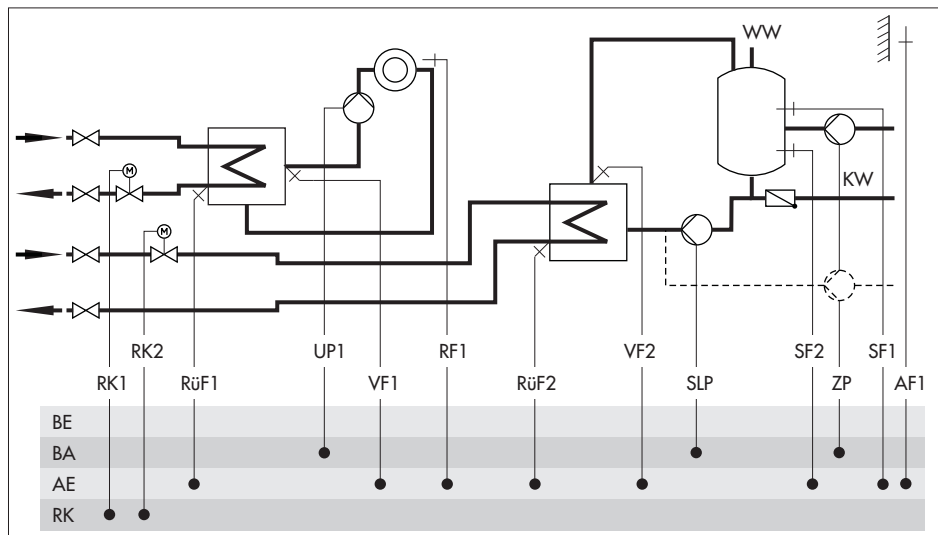 WW
M
KW
M
RK2 UP1 RF1 VF2 SF2 SF1
RK1 RüF1 VF1 RüF2 SLP ZP AF1
BE
BA
AE
RK